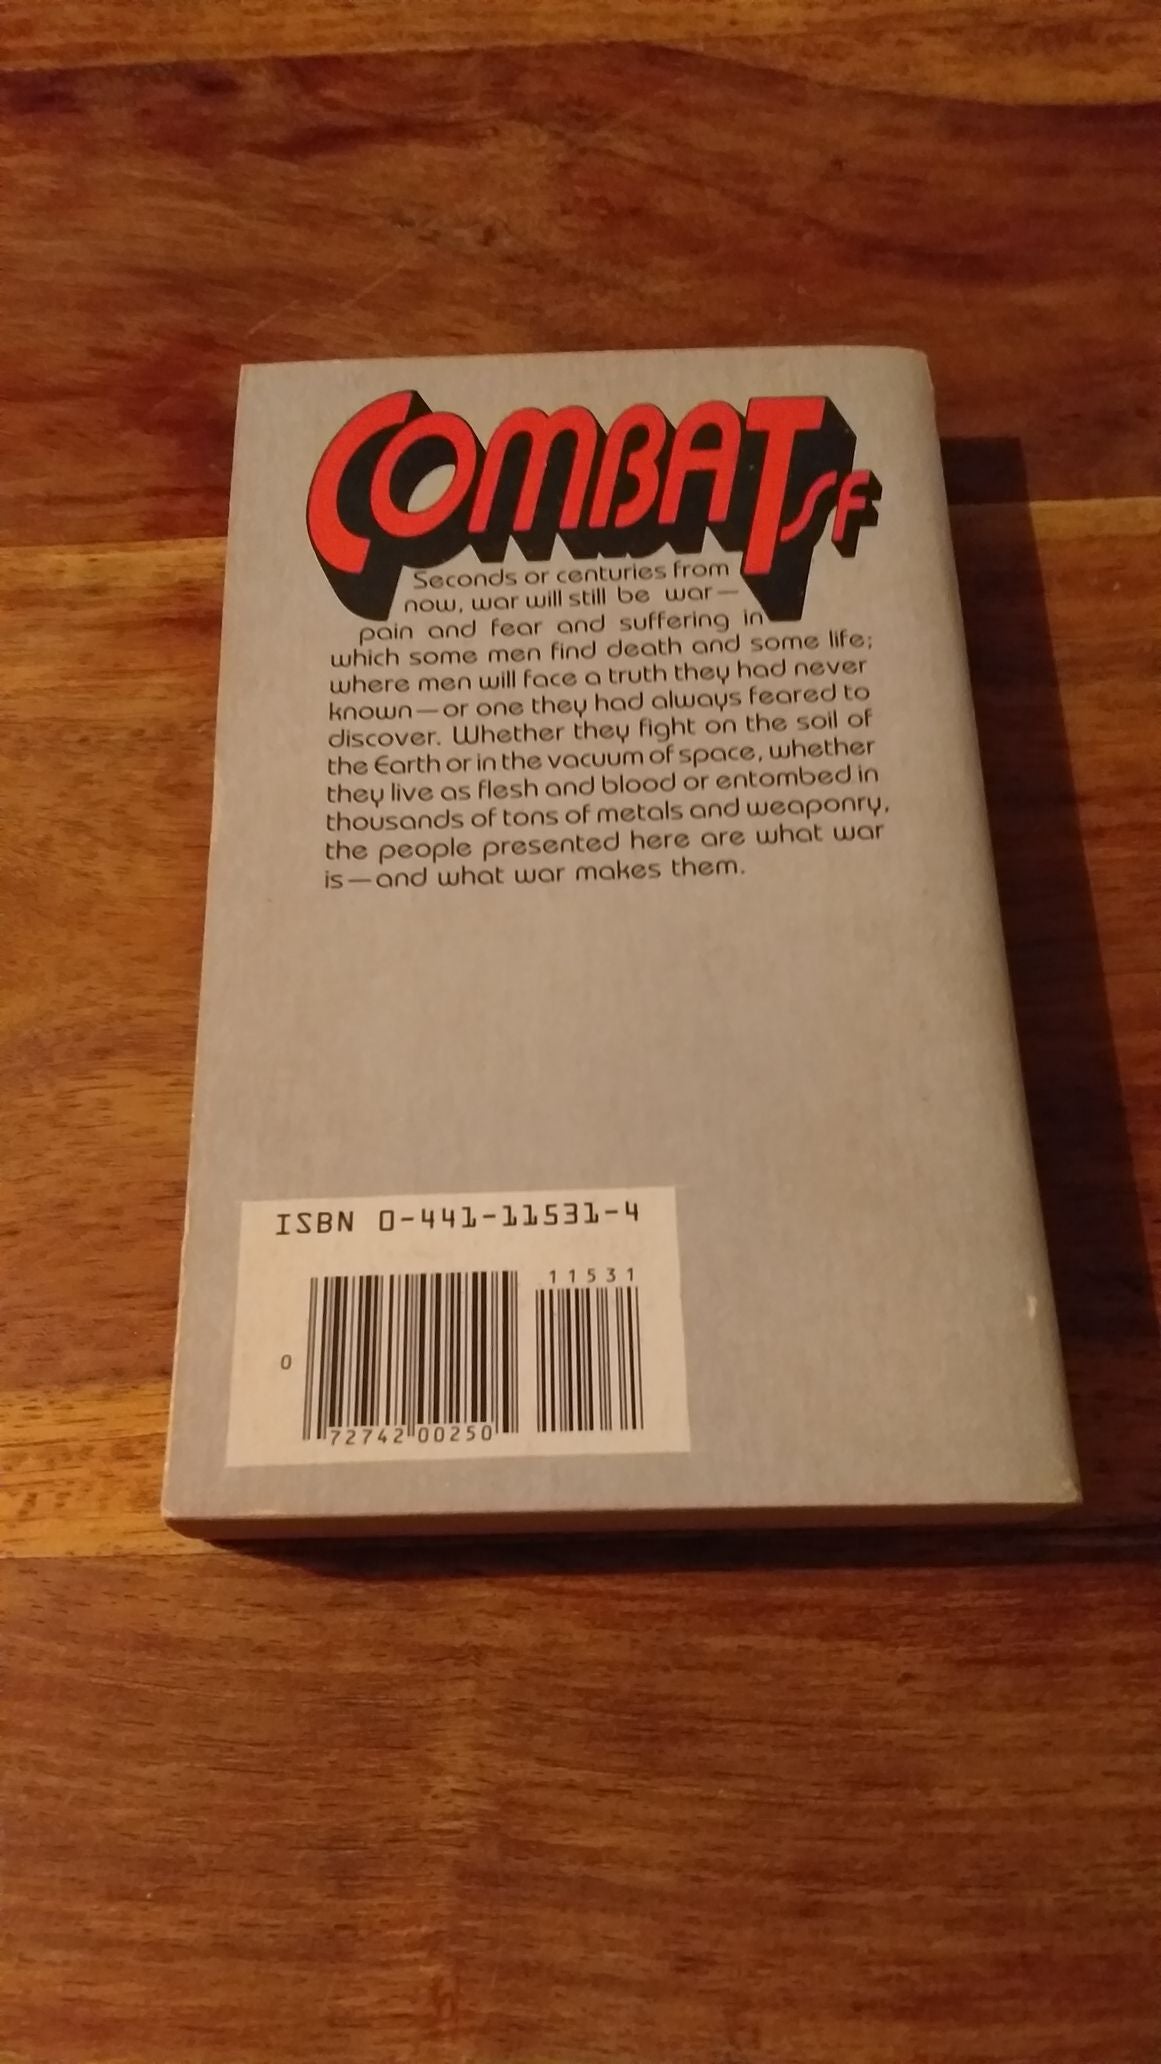 COMBAT SF
Seconds or centuries from
now, war will still be war—
pain and fear and suffering in
which some men find death and some life;
where men will face a truth they had never
known—or one they had always feared to
discover. Whether they fight on the soil of
the Earth or in the vacuum of space, whether
they live as flesh and blood or entombed in
thousands of tons of metals and weaponry,
the people presented here are what war
is—and what war makes them.
ISBN 0-441-11531-4
11531
0
72742 00250